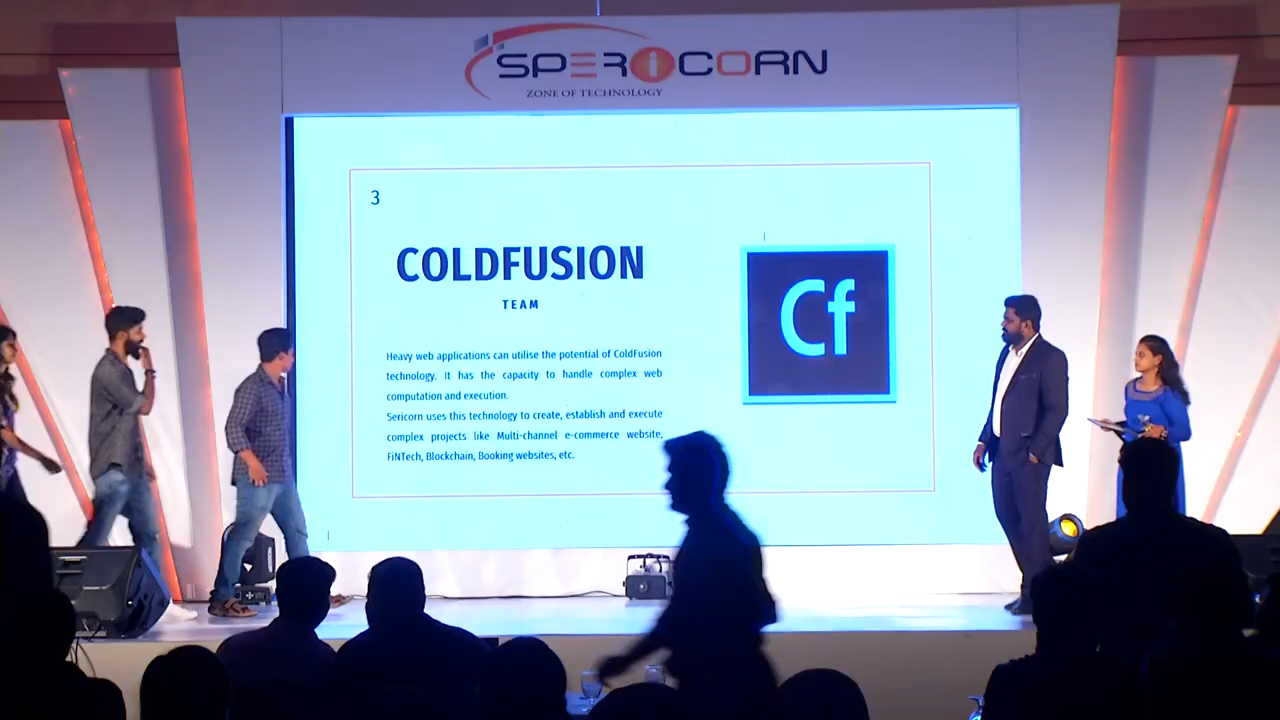 SPERiCORN
ZONE OF TECHNOLOGY
3
COLDFUSION
TEAM
Heavy web applications can utilise the potential of ColdFusion
technology. It has the capacity to handle complex web
computation and execution.
Sericorn uses this technology to create, establish and execute
complex projects like Multi-channel e-commerce website,
FiNTech, Blockchain, Booking websites, etc.
Cf